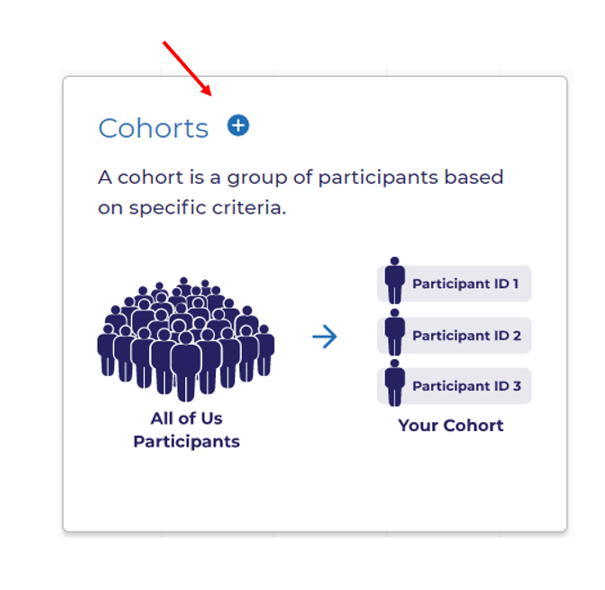 Cohorts
A cohort is a group of participants based
on specific criteria.
Participant ID 1
Participant ID 2
Participant ID 3
All of Us
Participants
Your Cohort